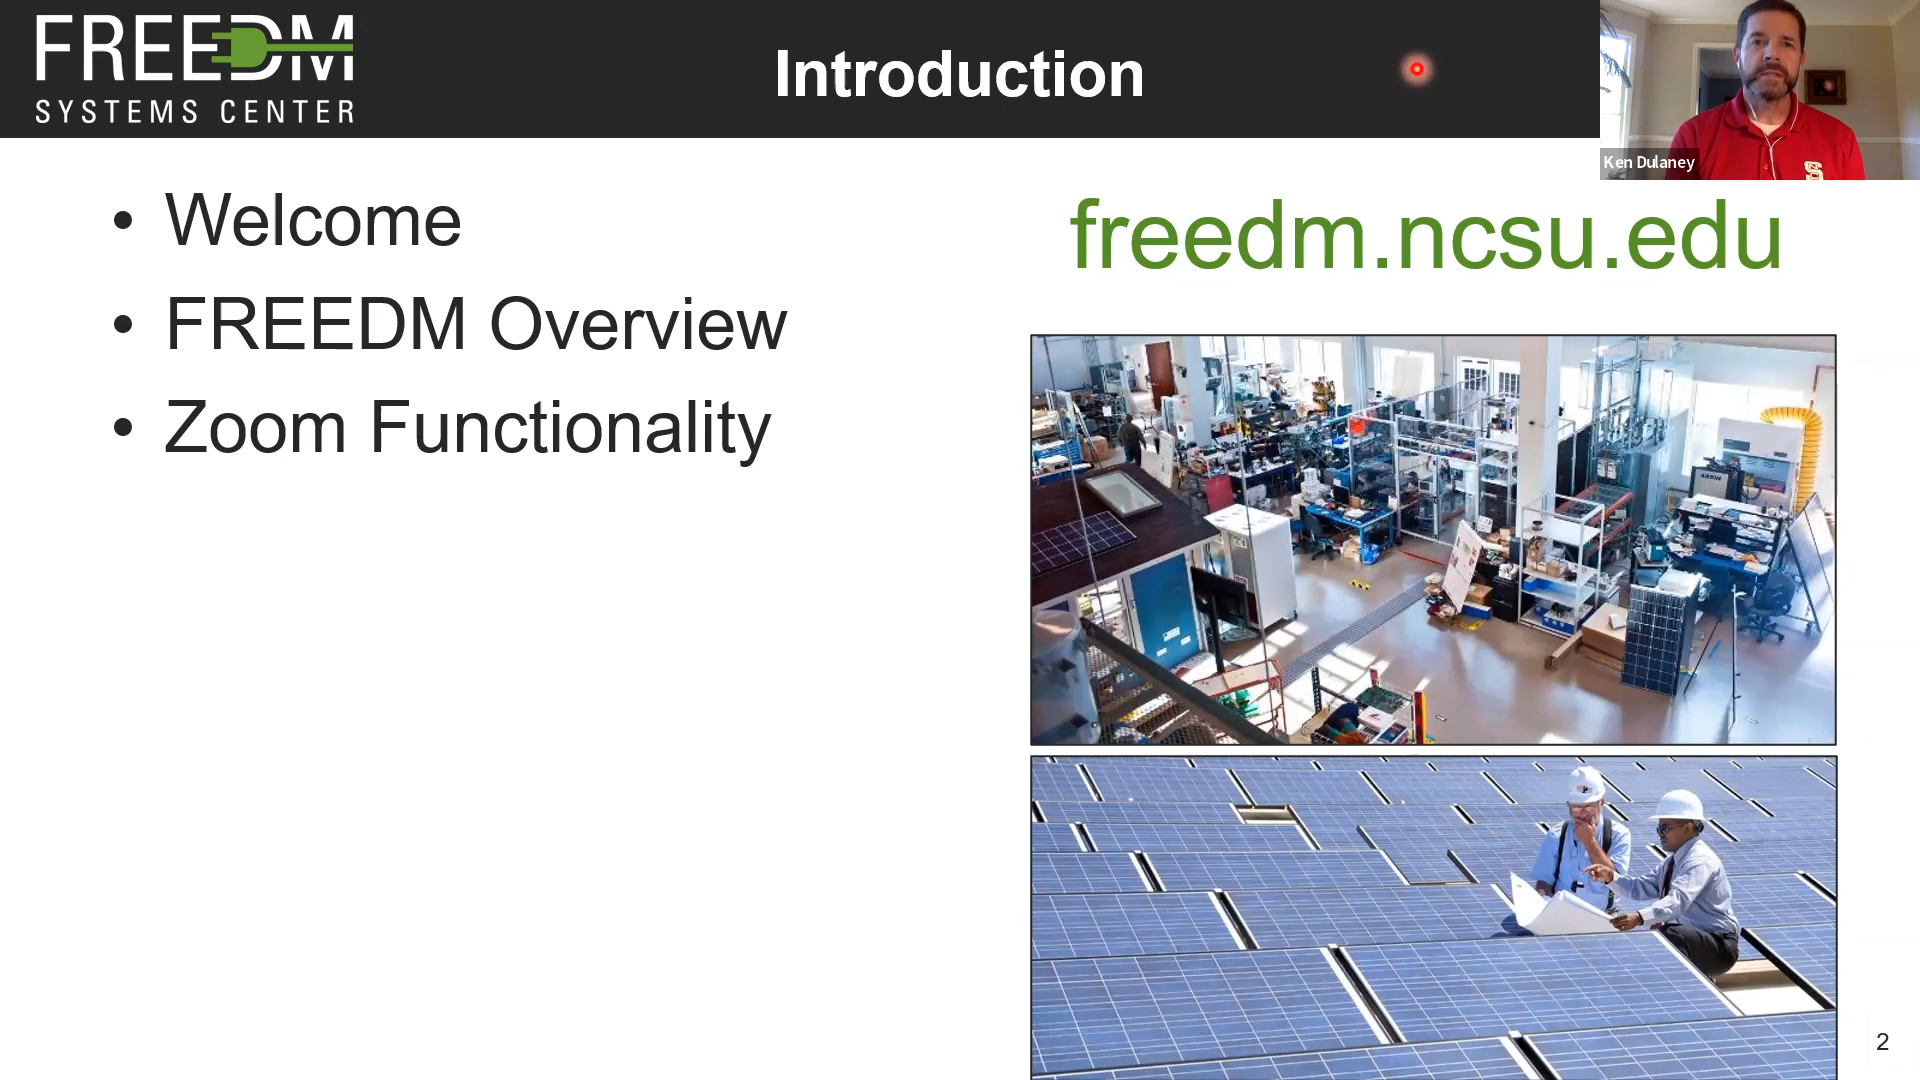 FREEDM
SYSTEMS CENTER
Introduction
Ken Dulaney
• Welcome
• FREEDM Overview
• Zoom Functionality
freedm.ncsu.edu
2